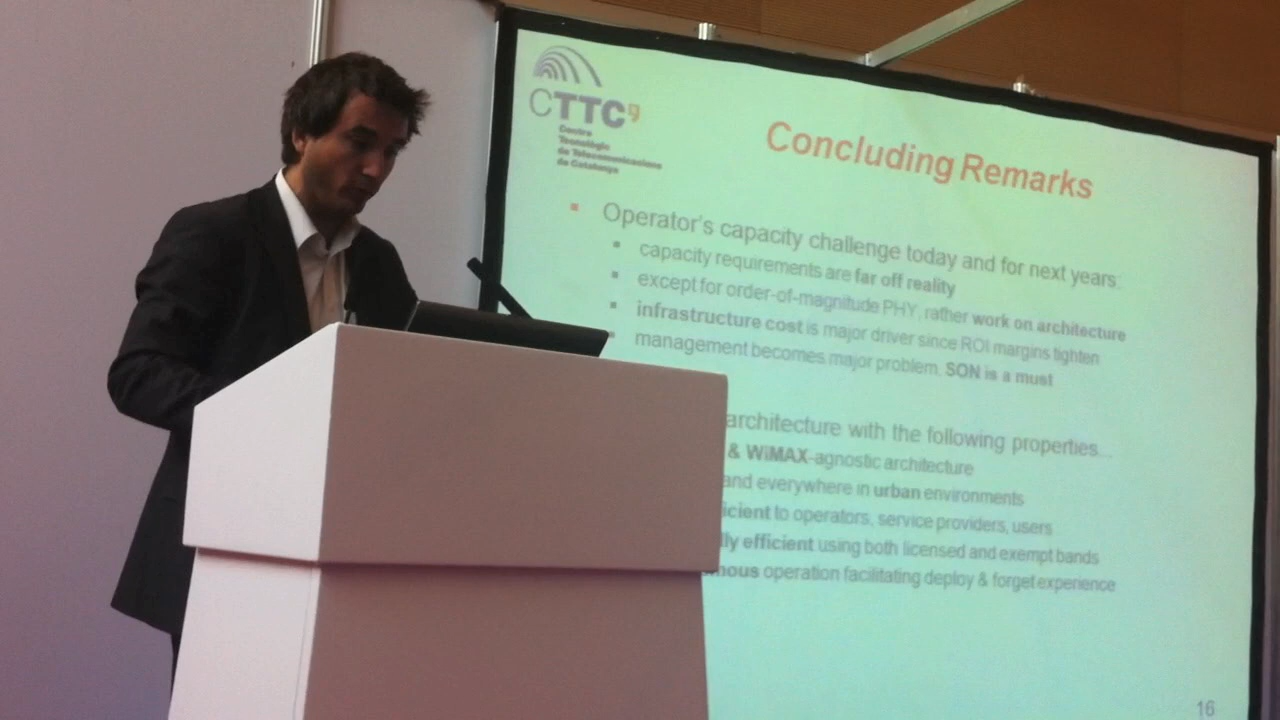 CTTC
Centre
Tecnològic
de Telecomunicacions
de Catalunya
Concluding Remarks
Operator's capacity challenge today and for next years:
capacity requirements are far off reality
except for order-of-magnitude PHY, rather work on architecture
infrastructure cost is major driver since ROI margins tighten
management becomes major problem. SON is a must
architecture with the following properties...
& WiMAX-agnostic architecture
and everywhere in urban environments
icient to operators, service providers, users
lly efficient using both licensed and exempt bands
mous operation facilitating deploy & forget experience
16